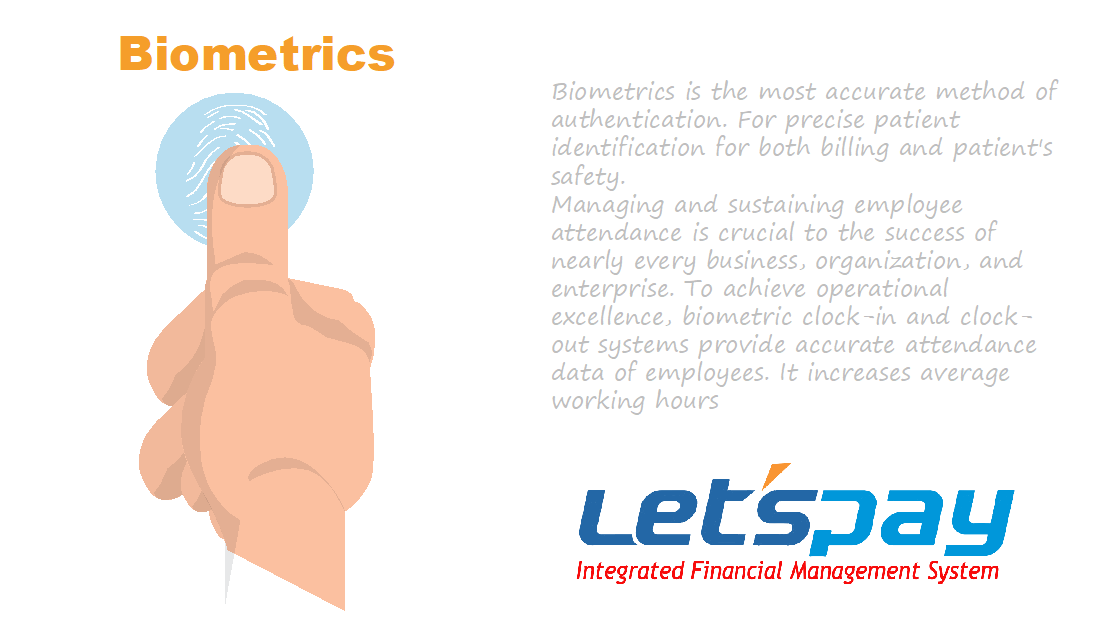 Biometrics
Biometrics is the most accurate method of
authentication. For precise patient
identification for both billing and patient's
safety.
Managing and sustaining employee
attendance is crucial to the success of
nearly every business, organization, and
enterprise. To achieve operational
excellence, biometric clock-in and clock-
out systems provide accurate attendance
data of employees. It increases average
working hours
Let'spay
Integrated Financial Management System